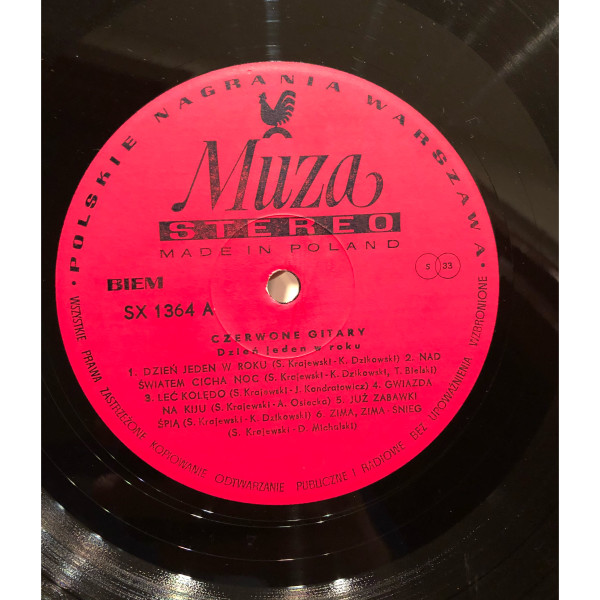 • POLSKIE NAGRANIA WARSZAWA •
Muza
STEREO
MADE IN POLAND
BIEM
S 33
SX 1364 A
CZERWONE GITARY
Dzień jeden w roku
1. DZIEŃ JEDEN W ROKU (S. Krajewski-K. Dzikowski) 2. NAD
ŚWIATEM CICHA NOC (S. Krajewski-K. Dzikowski, T. Bielski)
3. LEĆ KOLĘDO (S. Krajewski-J. Kondratowicz) 4. GWIAZDA
NA KIJU (S. Krajewski-A. Osiecka) 5. JUŻ ZABAWKI
ŚPIĄ (S. Krajewski-K. Dzikowski) 6. ZIMA, ZIMA-ŚNIEG
(S. Krajewski-D. Michalski)
WSZYSTKIE PRAWA ZASTRZEŻONE KOPIOWANIE ODTWARZANIE PUBLICZNE I RADIOWE BEZ UPOWAŻNIENIA WZBRONIONE